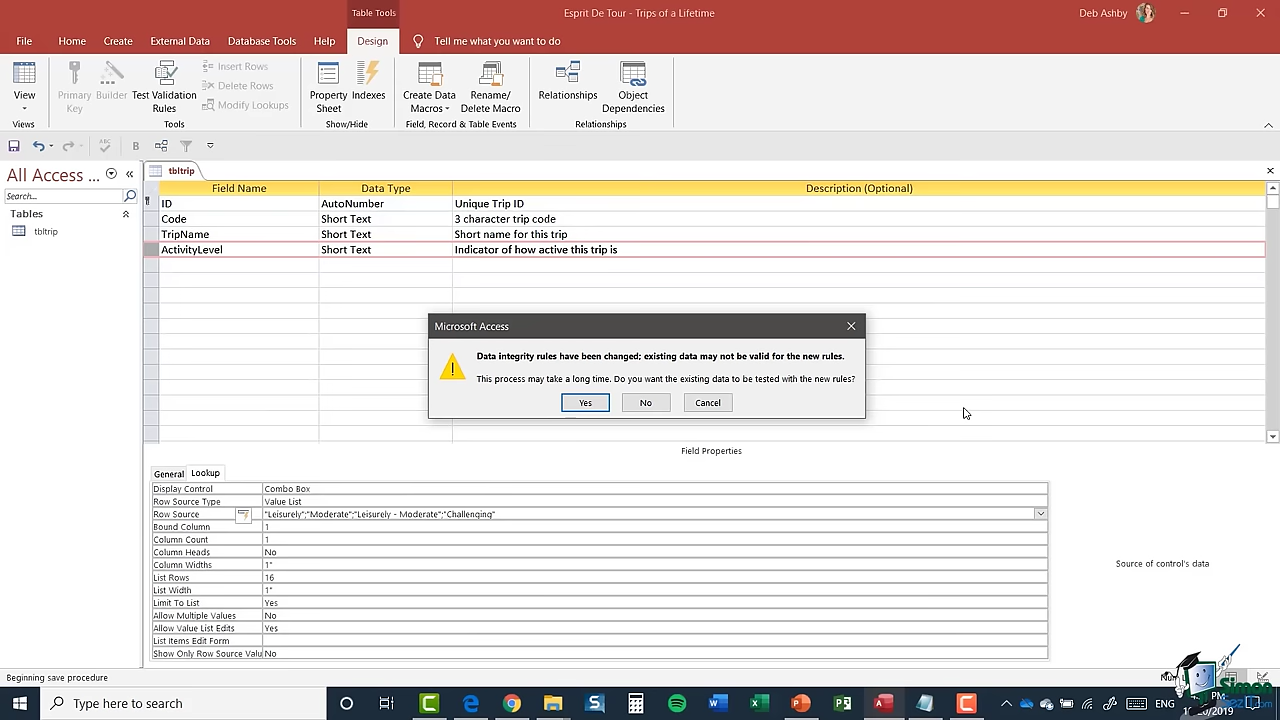 Table Tools
Esprit De Tour - Trips of a Lifetime
Deb Ashby
File
Home
Create
External Data
Database Tools
Help
Design
Tell me what you want to do
View
Primary Key
Builder
Test Validation Rules
Insert Rows
Delete Rows
Modify Lookups
Property Sheet
Indexes
Create Data Macros
Rename/ Delete Macro
Relationships
Object Dependencies
Views
Tools
Show/Hide
Field, Record & Table Events
Relationships
ABC
B
All Access ...
Search...
Tables
tbltrip
tbltrip
Field Name Data Type Description (Optional)
ID AutoNumber Unique Trip ID
Code Short Text 3 character trip code
TripName Short Text Short name for this trip
ActivityLevel Short Text Indicator of how active this trip is
Microsoft Access
Data integrity rules have been changed; existing data may not be valid for the new rules.
This process may take a long time. Do you want the existing data to be tested with the new rules?
Yes No Cancel
Field Properties
General Lookup
Display Control Combo Box
Row Source Type Value List
Row Source "Leisurely";"Moderate";"Leisurely - Moderate";"Challenging"
Bound Column 1
Column Count 1
Column Heads No
Column Widths 1"
List Rows 16
List Width 1"
Limit To List Yes
Allow Multiple Values No
Allow Value List Edits Yes
List Items Edit Form
Show Only Row Source Valu No
Source of control's data
Beginning save procedure
Type here to search
ENG
PM
Simon